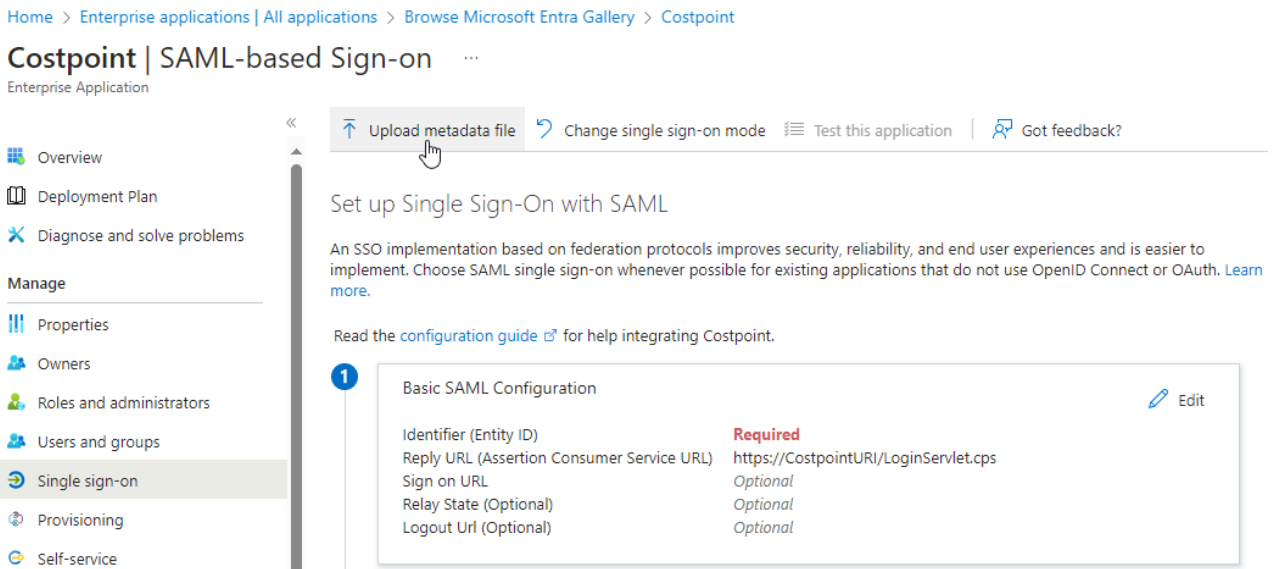 Home > Enterprise applications | All applications > Browse Microsoft Entra Gallery > Costpoint
Costpoint | SAML-based Sign-on ...
Enterprise Application
Overview
Deployment Plan
Diagnose and solve problems
Manage
Properties
Owners
Roles and administrators
Users and groups
Single sign-on
Provisioning
Self-service
Upload metadata file Change single sign-on mode Test this application | Got feedback?
Set up Single Sign-On with SAML
An SSO implementation based on federation protocols improves security, reliability, and end user experiences and is easier to
implement. Choose SAML single sign-on whenever possible for existing applications that do not use OpenID Connect or OAuth. Learn
more.
Read the configuration guide for help integrating Costpoint.
1
Basic SAML Configuration
Edit
Identifier (Entity ID) Required
Reply URL (Assertion Consumer Service URL) https://CostpointURI/LoginServlet.cps
Sign on URL Optional
Relay State (Optional) Optional
Logout Url (Optional) Optional